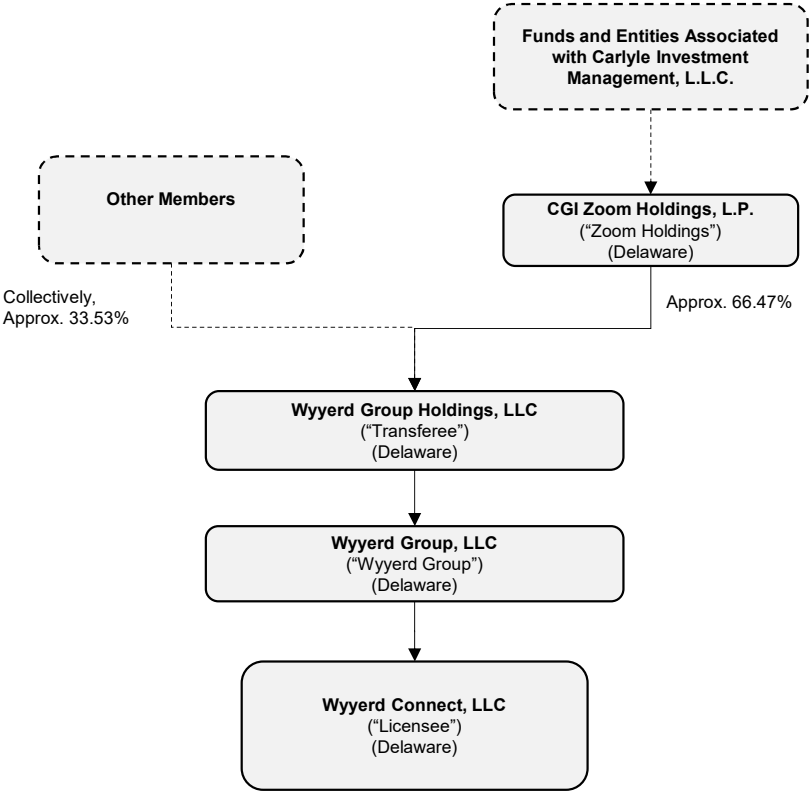 Funds and Entities Associated
with Carlyle Investment
Management, L.L.C.
Other Members
CGI Zoom Holdings, L.P.
(“Zoom Holdings”)
(Delaware)
Collectively,
Approx. 33.53%
Approx. 66.47%
Wyyerd Group Holdings, LLC
(“Transferee”)
(Delaware)
Wyyerd Group, LLC
(“Wyyerd Group”)
(Delaware)
Wyyerd Connect, LLC
(“Licensee”)
(Delaware)